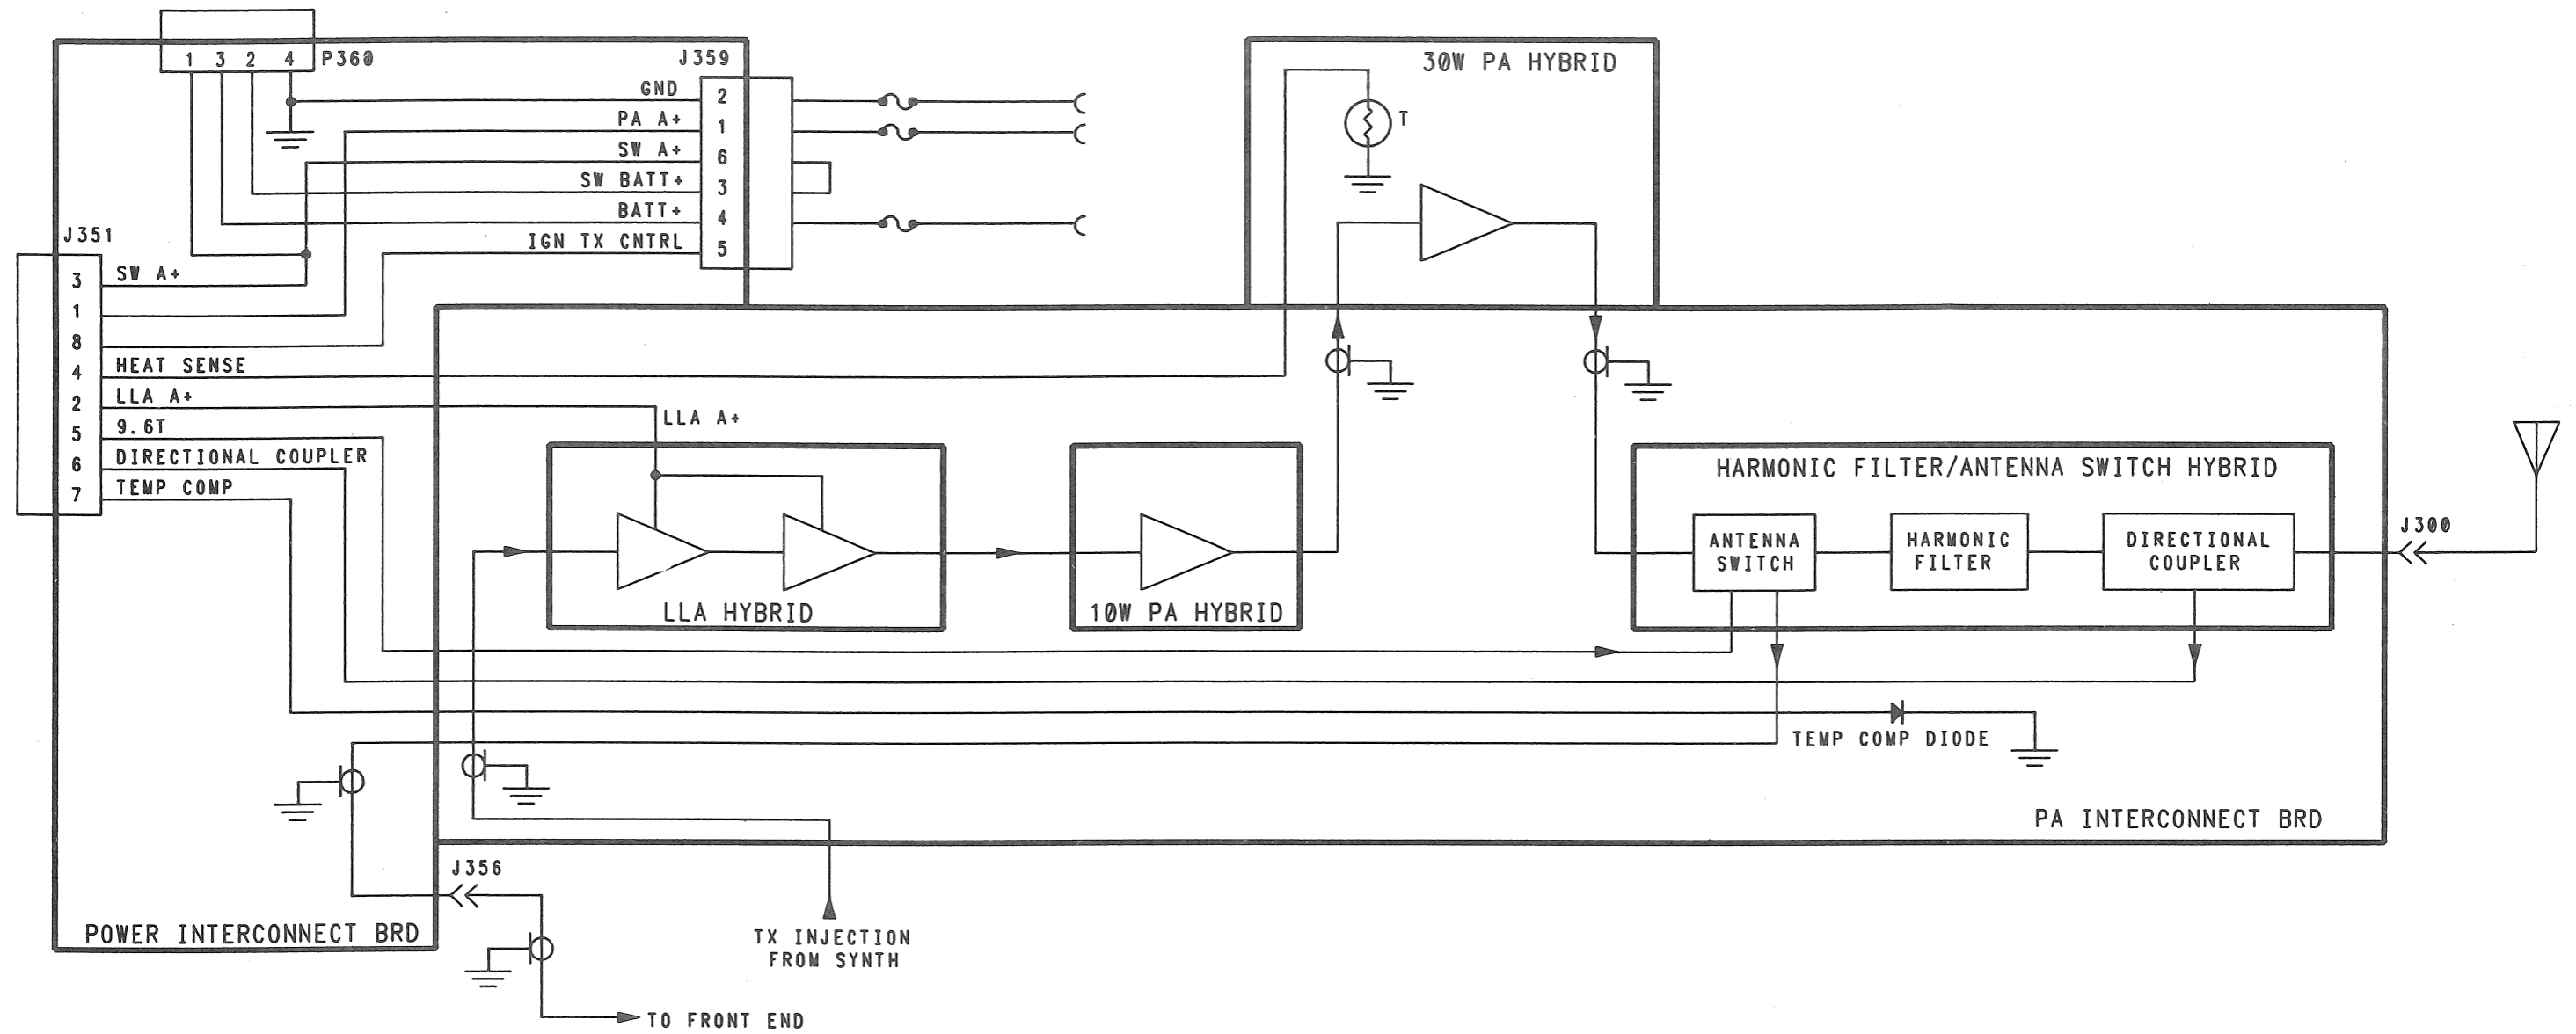 1 3 2 4 P360
J359
30W PA HYBRID
GND 2
PA A+ 1
T
SW A+ 6
SW BATT+ 3
BATT+ 4
IGN TX CNTRL 5
J351
3 SW A+
1
8
4 HEAT SENSE
2 LLA A+
LLA A+
5 9.6T
6 DIRECTIONAL COUPLER
7 TEMP COMP
HARMONIC FILTER/ANTENNA SWITCH HYBRID
J300
ANTENNA
SWITCH
HARMONIC
FILTER
DIRECTIONAL
COUPLER
LLA HYBRID
10W PA HYBRID
TEMP COMP DIODE
PA INTERCONNECT BRD
J356
POWER INTERCONNECT BRD
TX INJECTION
FROM SYNTH
TO FRONT END